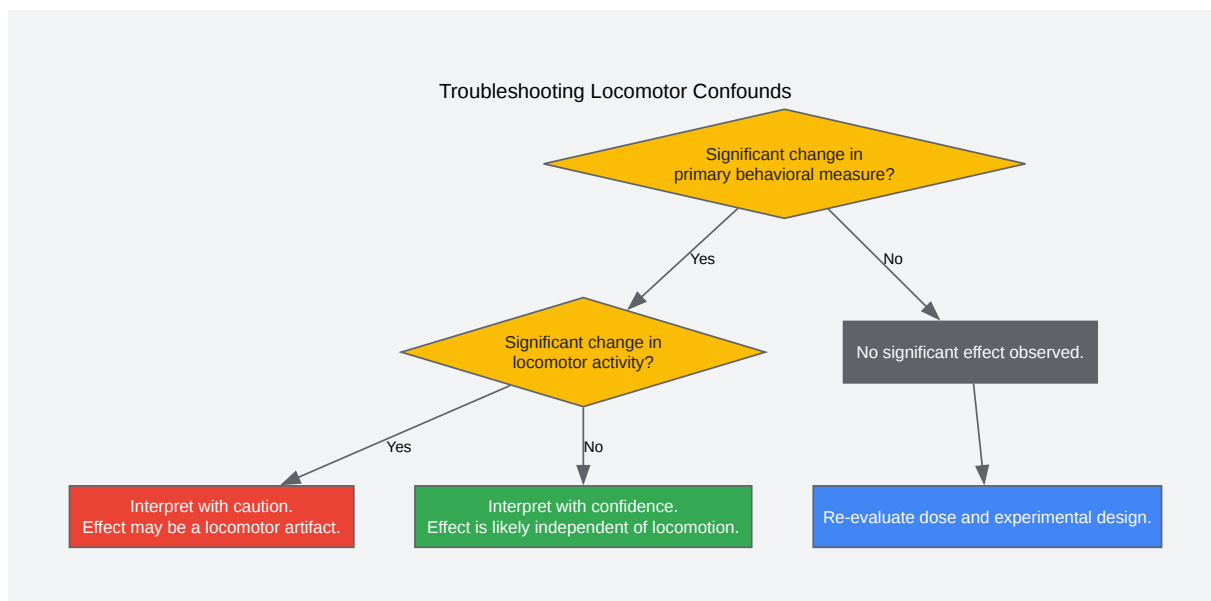 Troubleshooting Locomotor Confounds
Significant change in
primary behavioral measure?
Yes
No
Significant change in
locomotor activity?
No significant effect observed.
Yes
No
Interpret with caution.
Effect may be a locomotor artifact.
Interpret with confidence.
Effect is likely independent of locomotion.
Re-evaluate dose and experimental design.